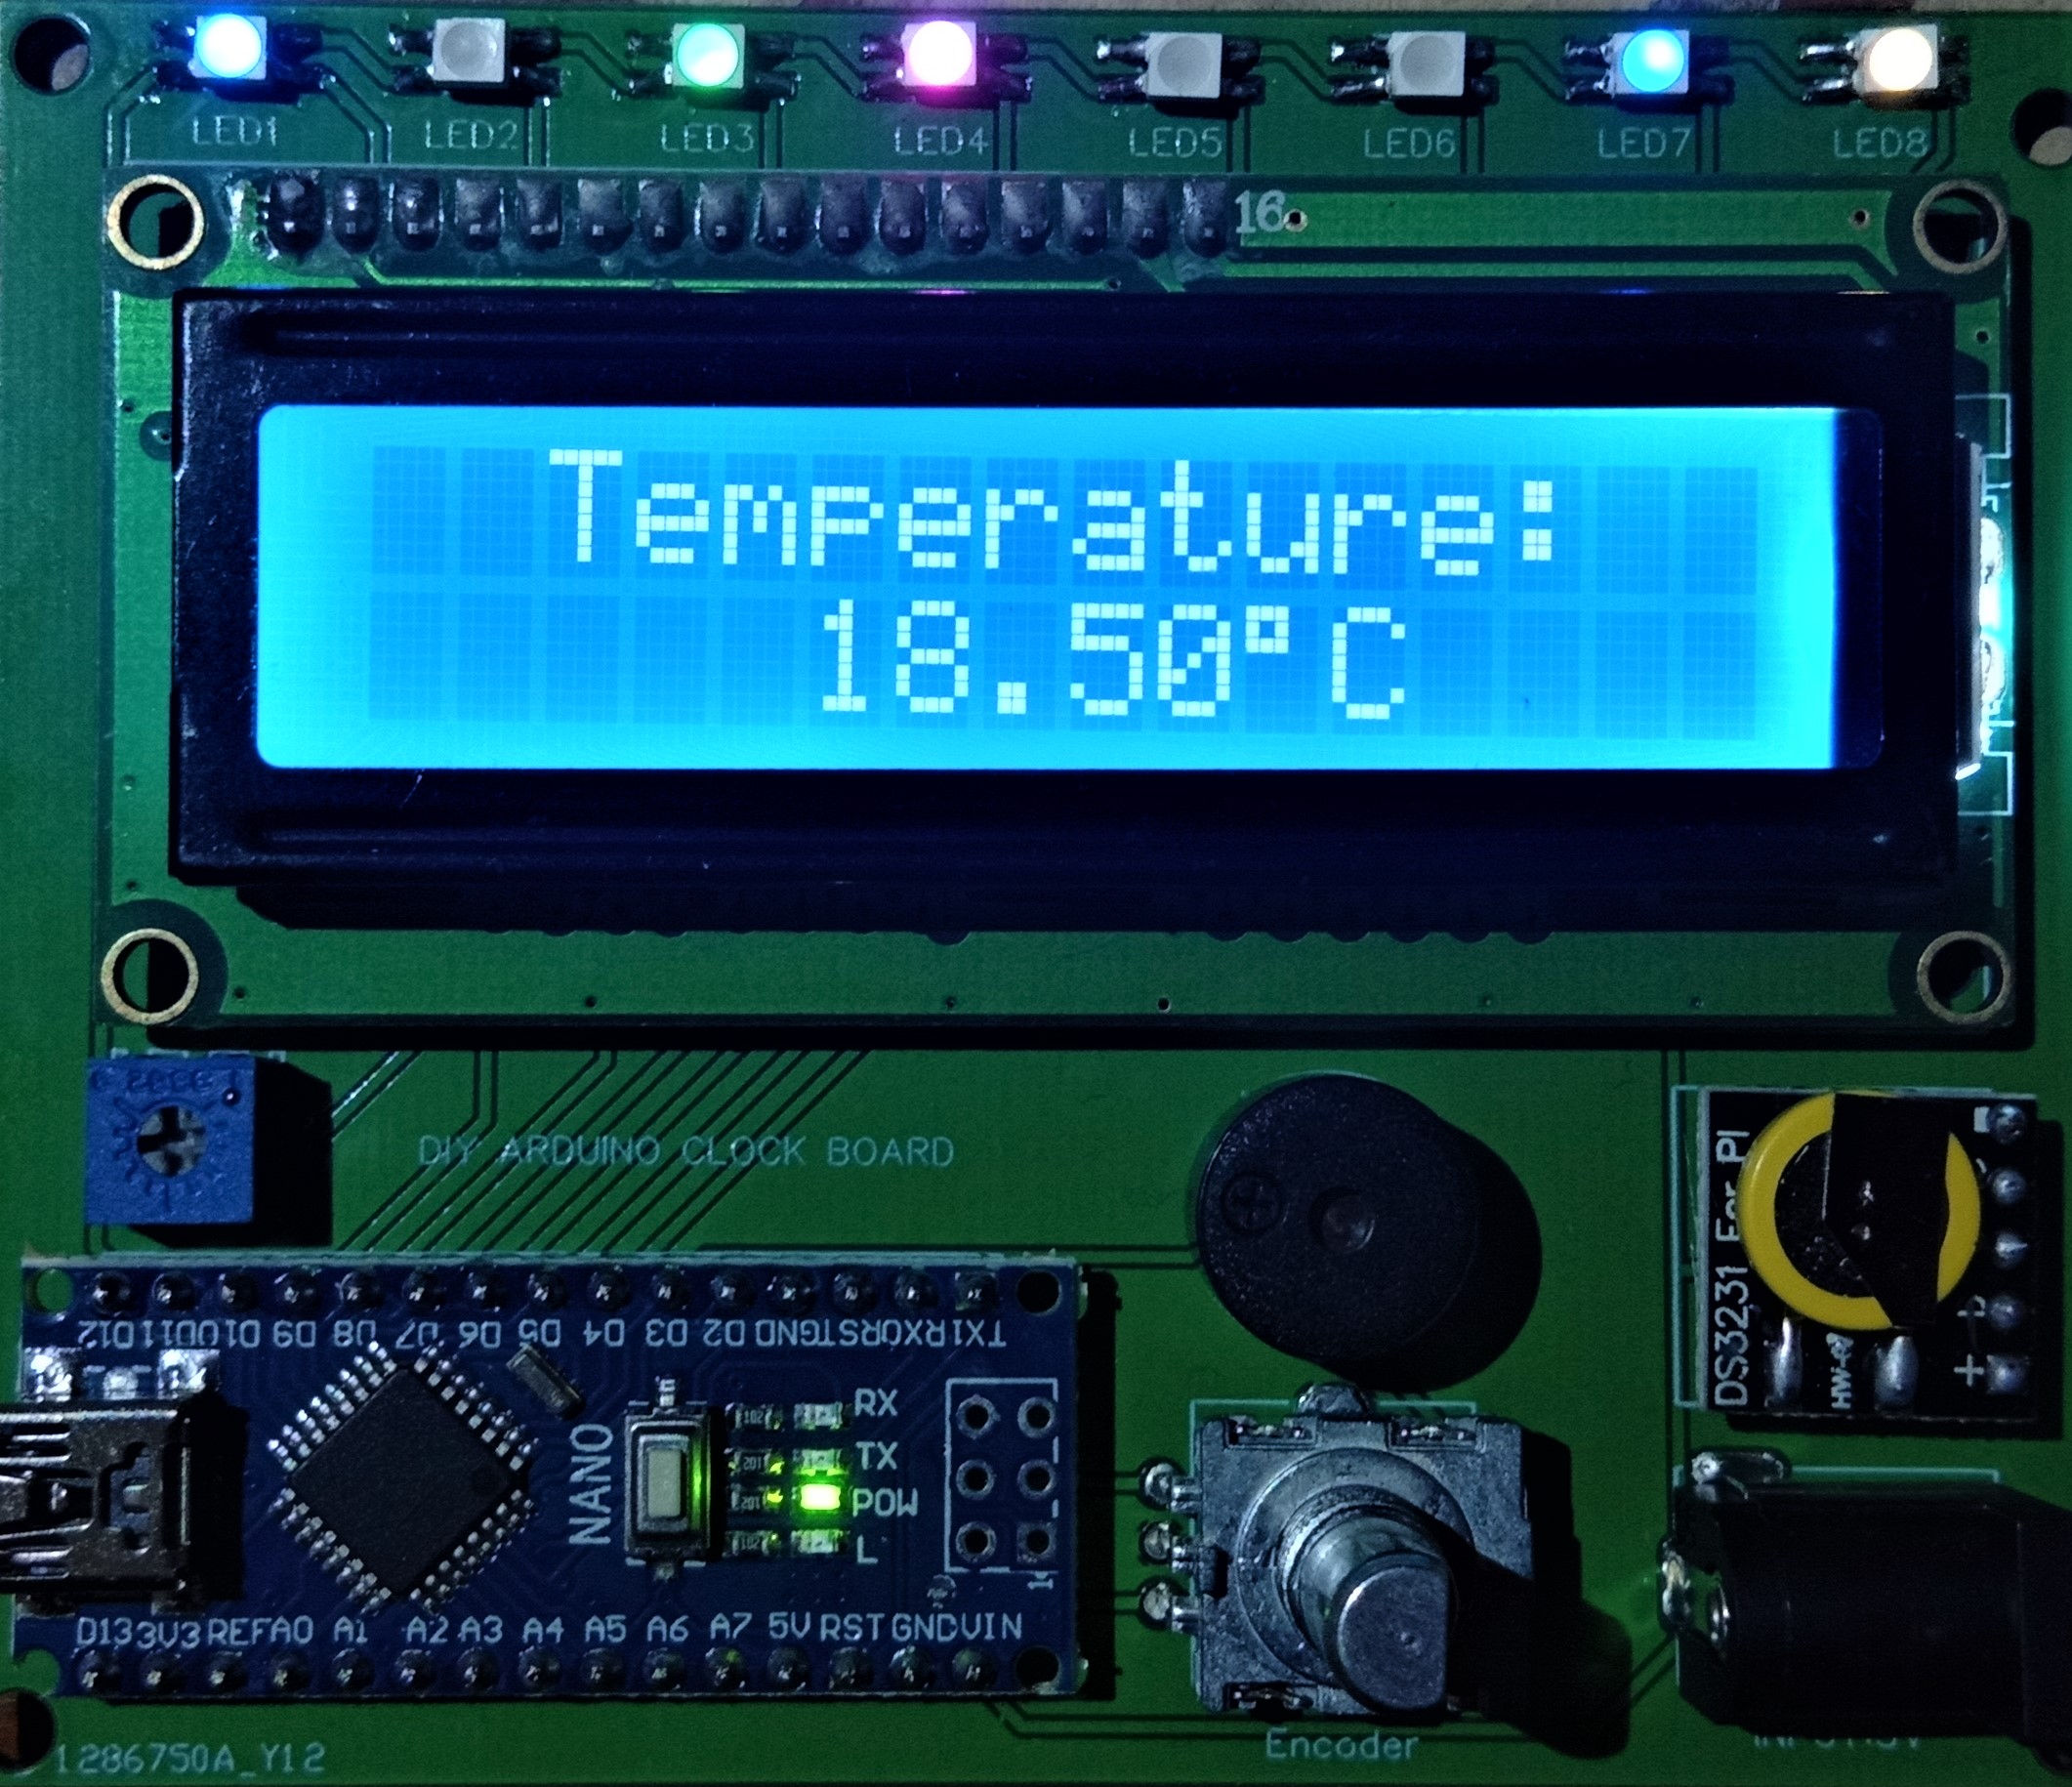 LED1 LED2 LED3 LED4 LED5 LED6 LED7 LED8
16
Temperature:
18.50°C
DIY ARDUINO CLOCK BOARD
DS3231 For PI
D12 D11 D10 D9 D8 D7 D6 D5 D4 D3 D2 GND RST RX0 TX1
NANO
RX
TX
POW
L
1
D13 3V3 REF A0 A1 A2 A3 A4 A5 A6 A7 5V RST GND VIN
Encoder
1286750A_Y12